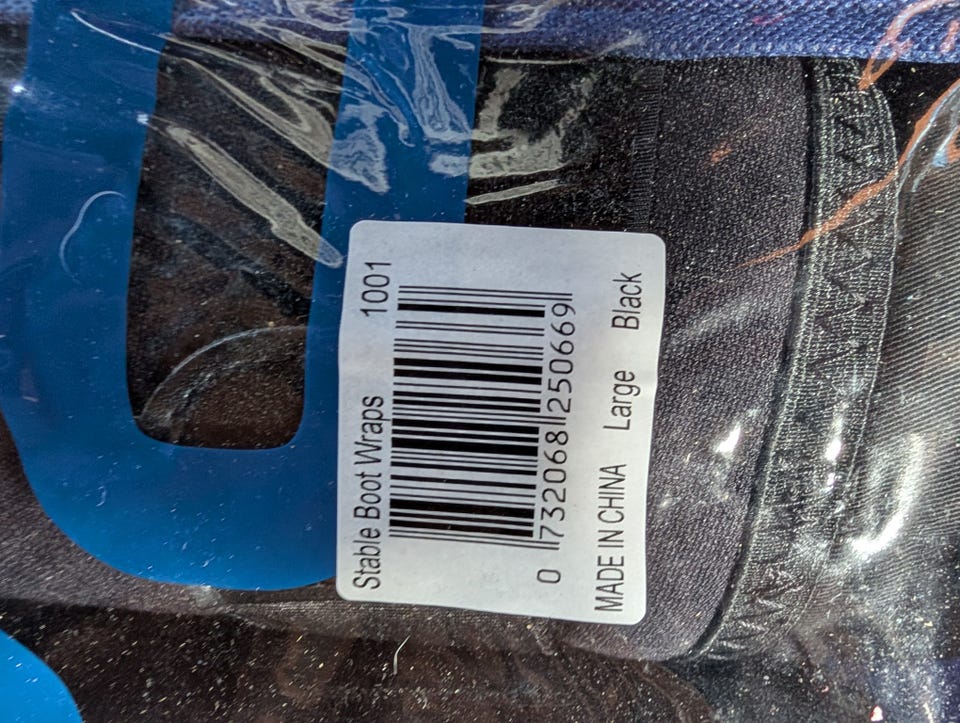 Stable Boot Wraps 1001
0 732068 250669
MADE IN CHINA Large Black